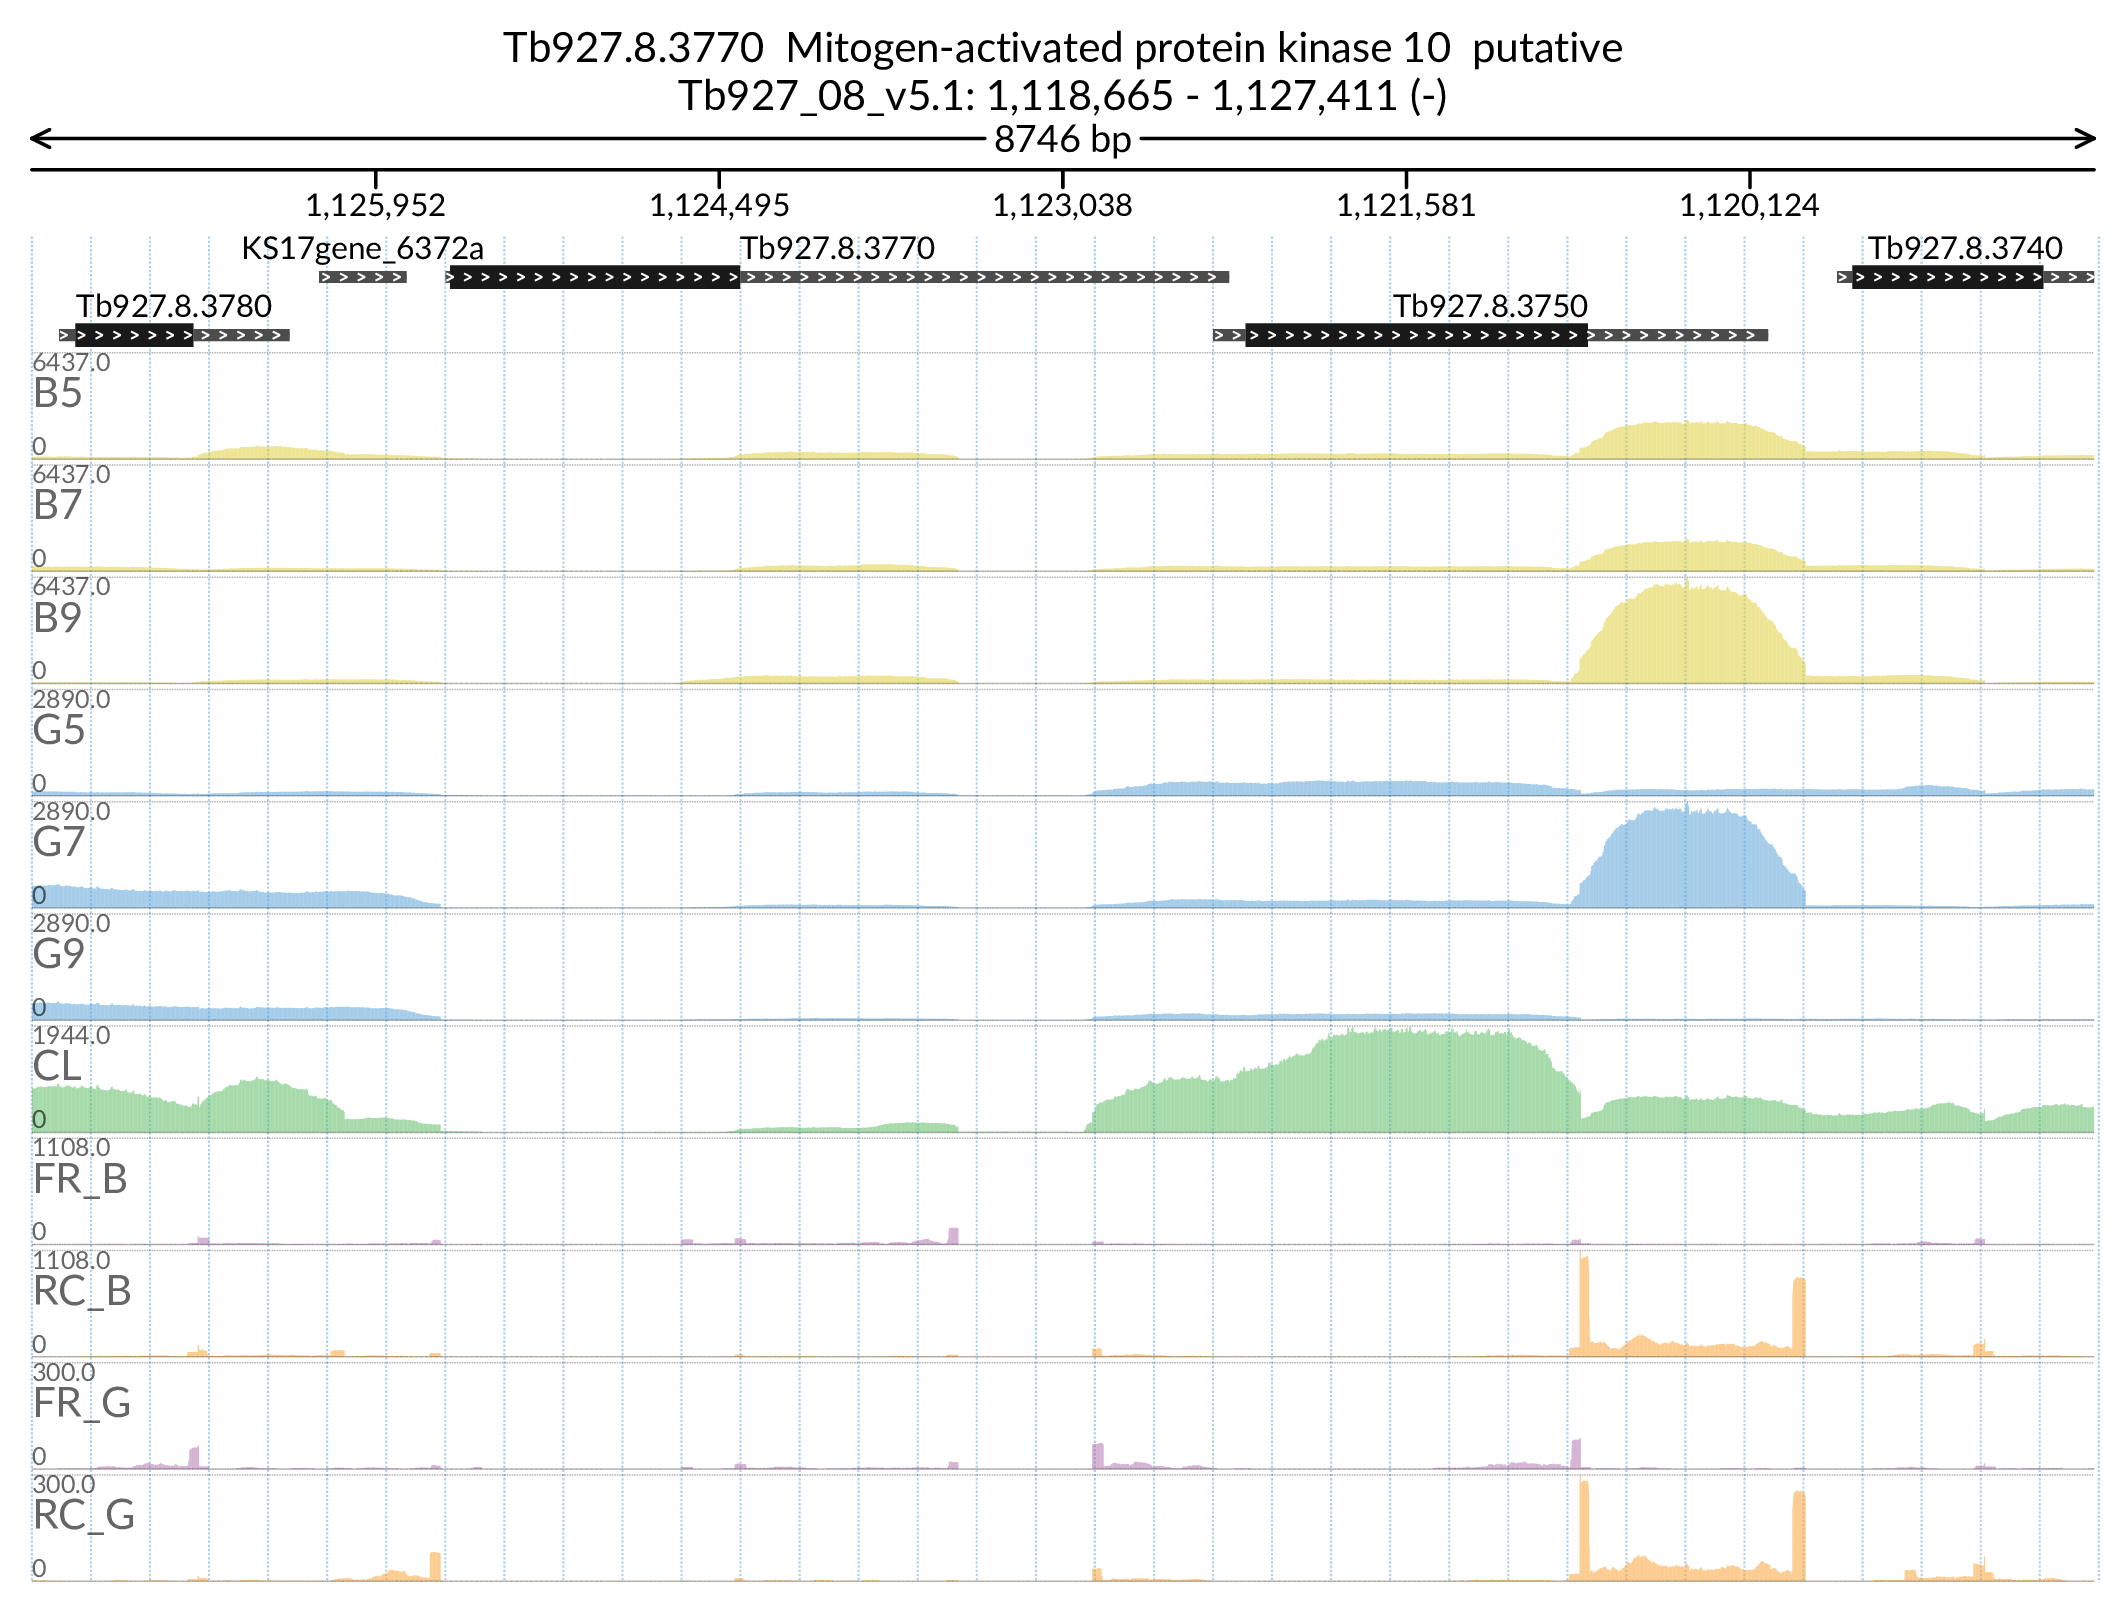 Tb927.8.3770  Mitogen-activated protein kinase 10  putative
Tb927_08_v5.1: 1,118,665 - 1,127,411 (-)
8746 bp
1,125,952 1,124,495 1,123,038 1,121,581 1,120,124
KS17gene_6372a Tb927.8.3770 Tb927.8.3740
Tb927.8.3780 Tb927.8.3750
6437.0
B5
0
6437.0
B7
0
6437.0
B9
0
2890.0
G5
0
2890.0
G7
0
2890.0
G9
0
1944.0
CL
0
1108.0
FR_B
0
1108.0
RC_B
0
300.0
FR_G
0
300.0
RC_G
0